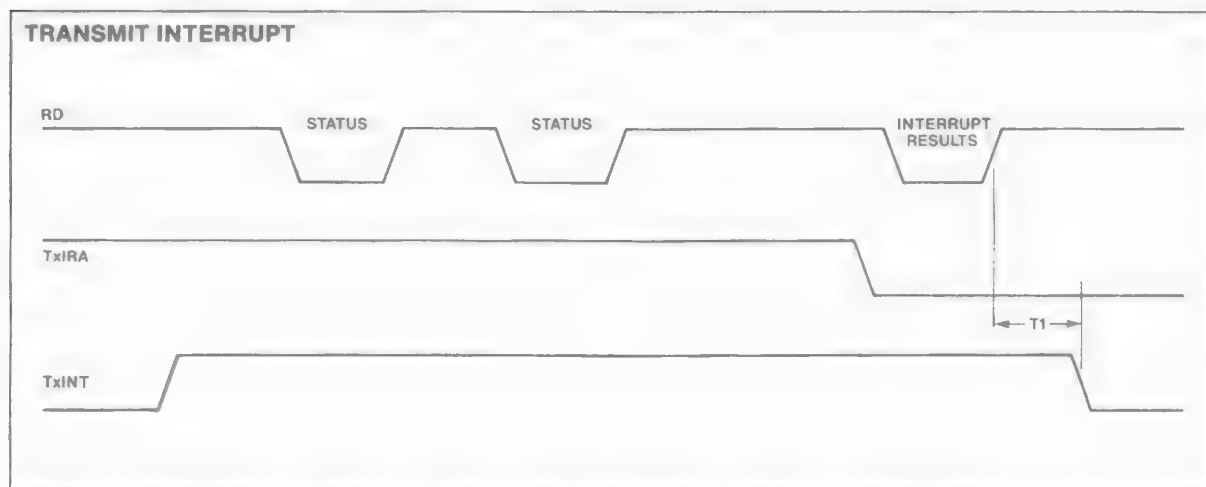 TRANSMIT INTERRUPT
RD
STATUS
STATUS
INTERRUPT
RESULTS
TxIRA
T1
TxINT